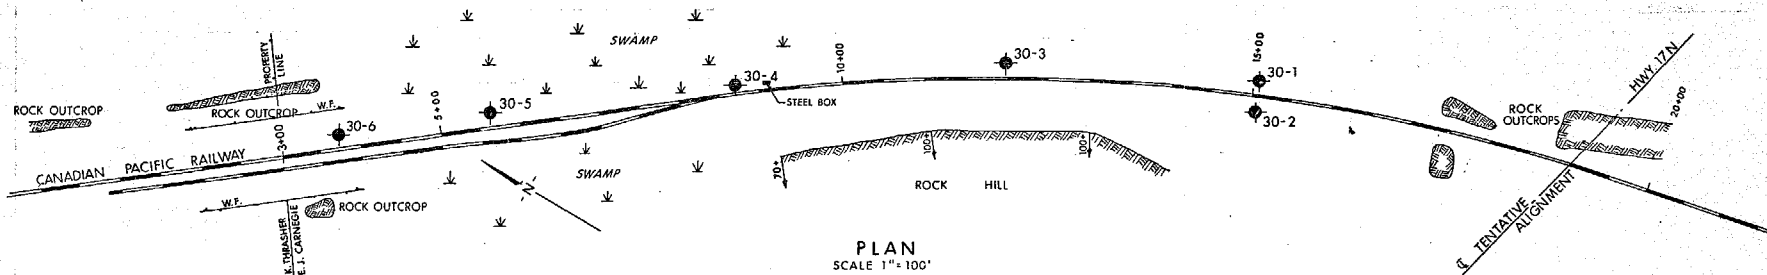 SWAMP
30-3
15+00
30-1
HWY. 17N
PROPERTY
LINE
10+00
30-4
STEEL BOX
ROCK OUTCROP
W.F.
ROCK OUTCROP
5+00
30-5
30-2
ROCK
OUTCROPS
20+00
30-6
3+00
CANADIAN PACIFIC RAILWAY
100+
100+
70+
SWAMP
-N-
ROCK HILL
W.F.
ROCK OUTCROP
K. THRASHER
E. J. CARNEGIE
℄ TENTATIVE
ALIGNMENT
PLAN
SCALE 1"=100'